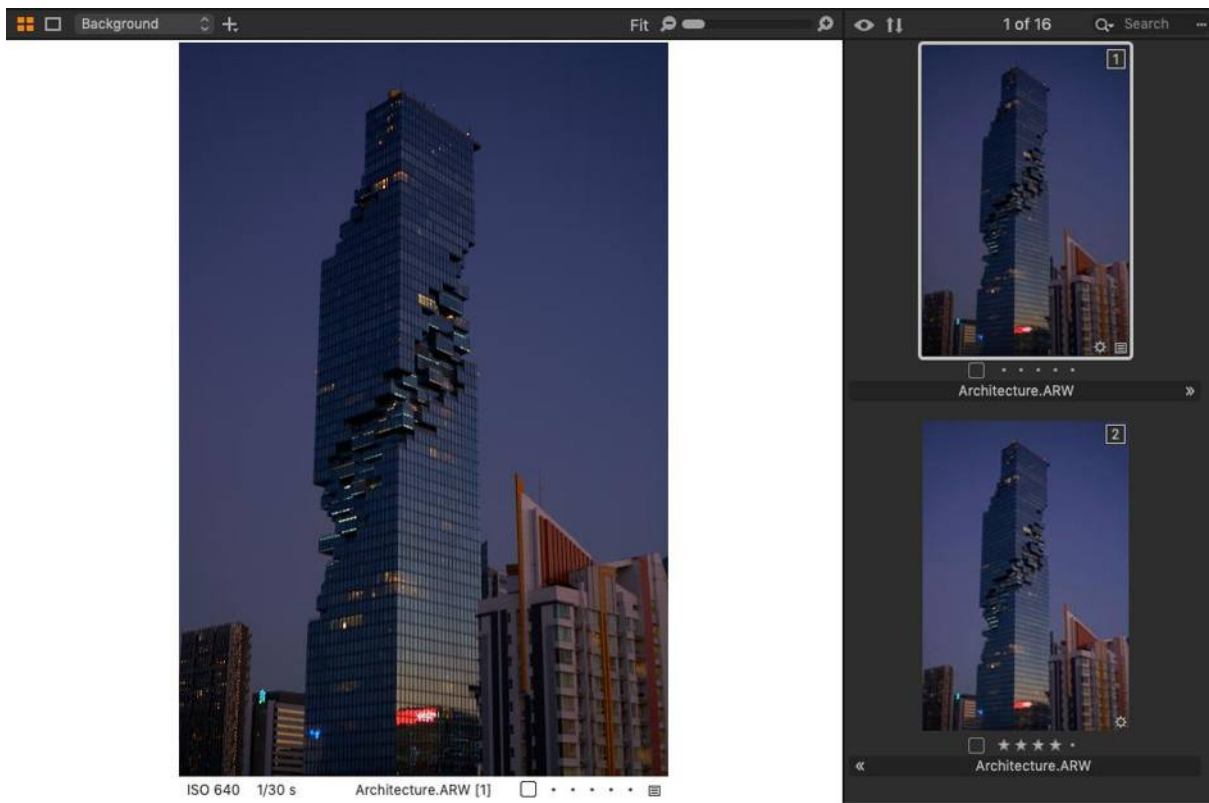 Background
Fit
1 of 16
Search
1
Architecture.ARW
2
Architecture.ARW
ISO 640 1/30 s Architecture.ARW [1]